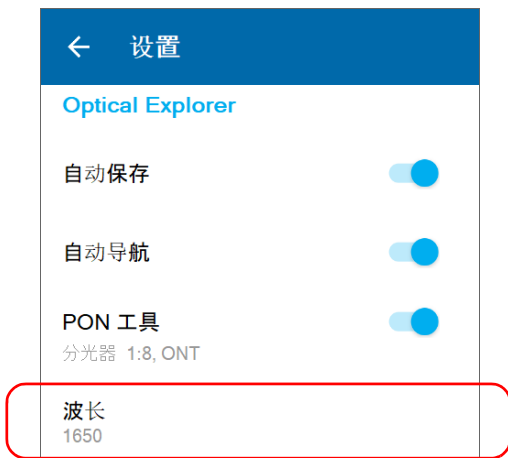 设置
Optical Explorer
自动保存
自动导航
PON 工具
分光器 1:8, ONT
波长
1650